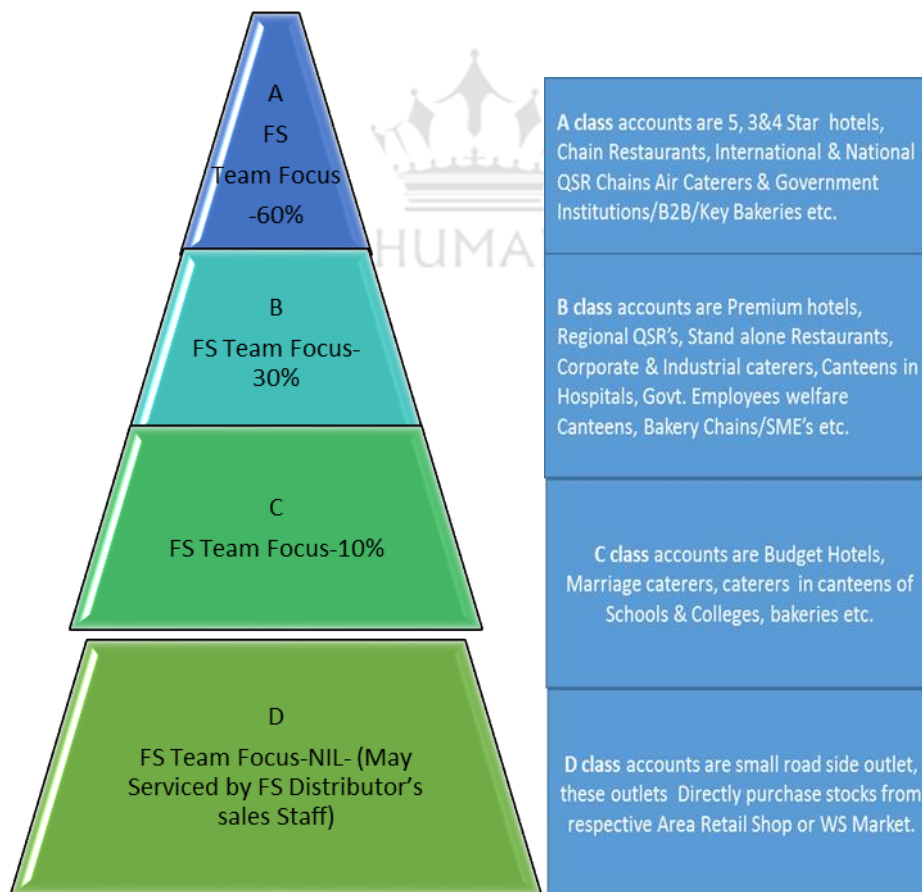 A
FS
Team Focus
-60%
A class accounts are 5, 3&4 Star hotels,
Chain Restaurants, International & National
QSR Chains Air Caterers & Government
Institutions/B2B/Key Bakeries etc.
HUMA
B
FS Team Focus-
30%
B class accounts are Premium hotels,
Regional QSR's, Stand alone Restaurants,
Corporate & Industrial caterers, Canteens in
Hospitals, Govt. Employees welfare
Canteens, Bakery Chains/SME's etc.
C
FS Team Focus-10%
C class accounts are Budget Hotels,
Marriage caterers, caterers in canteens of
Schools & Colleges, bakeries etc.
D
FS Team Focus-NIL- (May
Serviced by FS Distributor's
sales Staff)
D class accounts are small road side outlet,
these outlets Directly purchase stocks from
respective Area Retail Shop or WS Market.